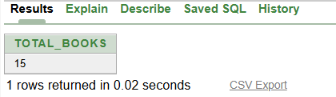 Results Explain Describe Saved SQL History
TOTAL_BOOKS
15
1 rows returned in 0.02 seconds CSV Export